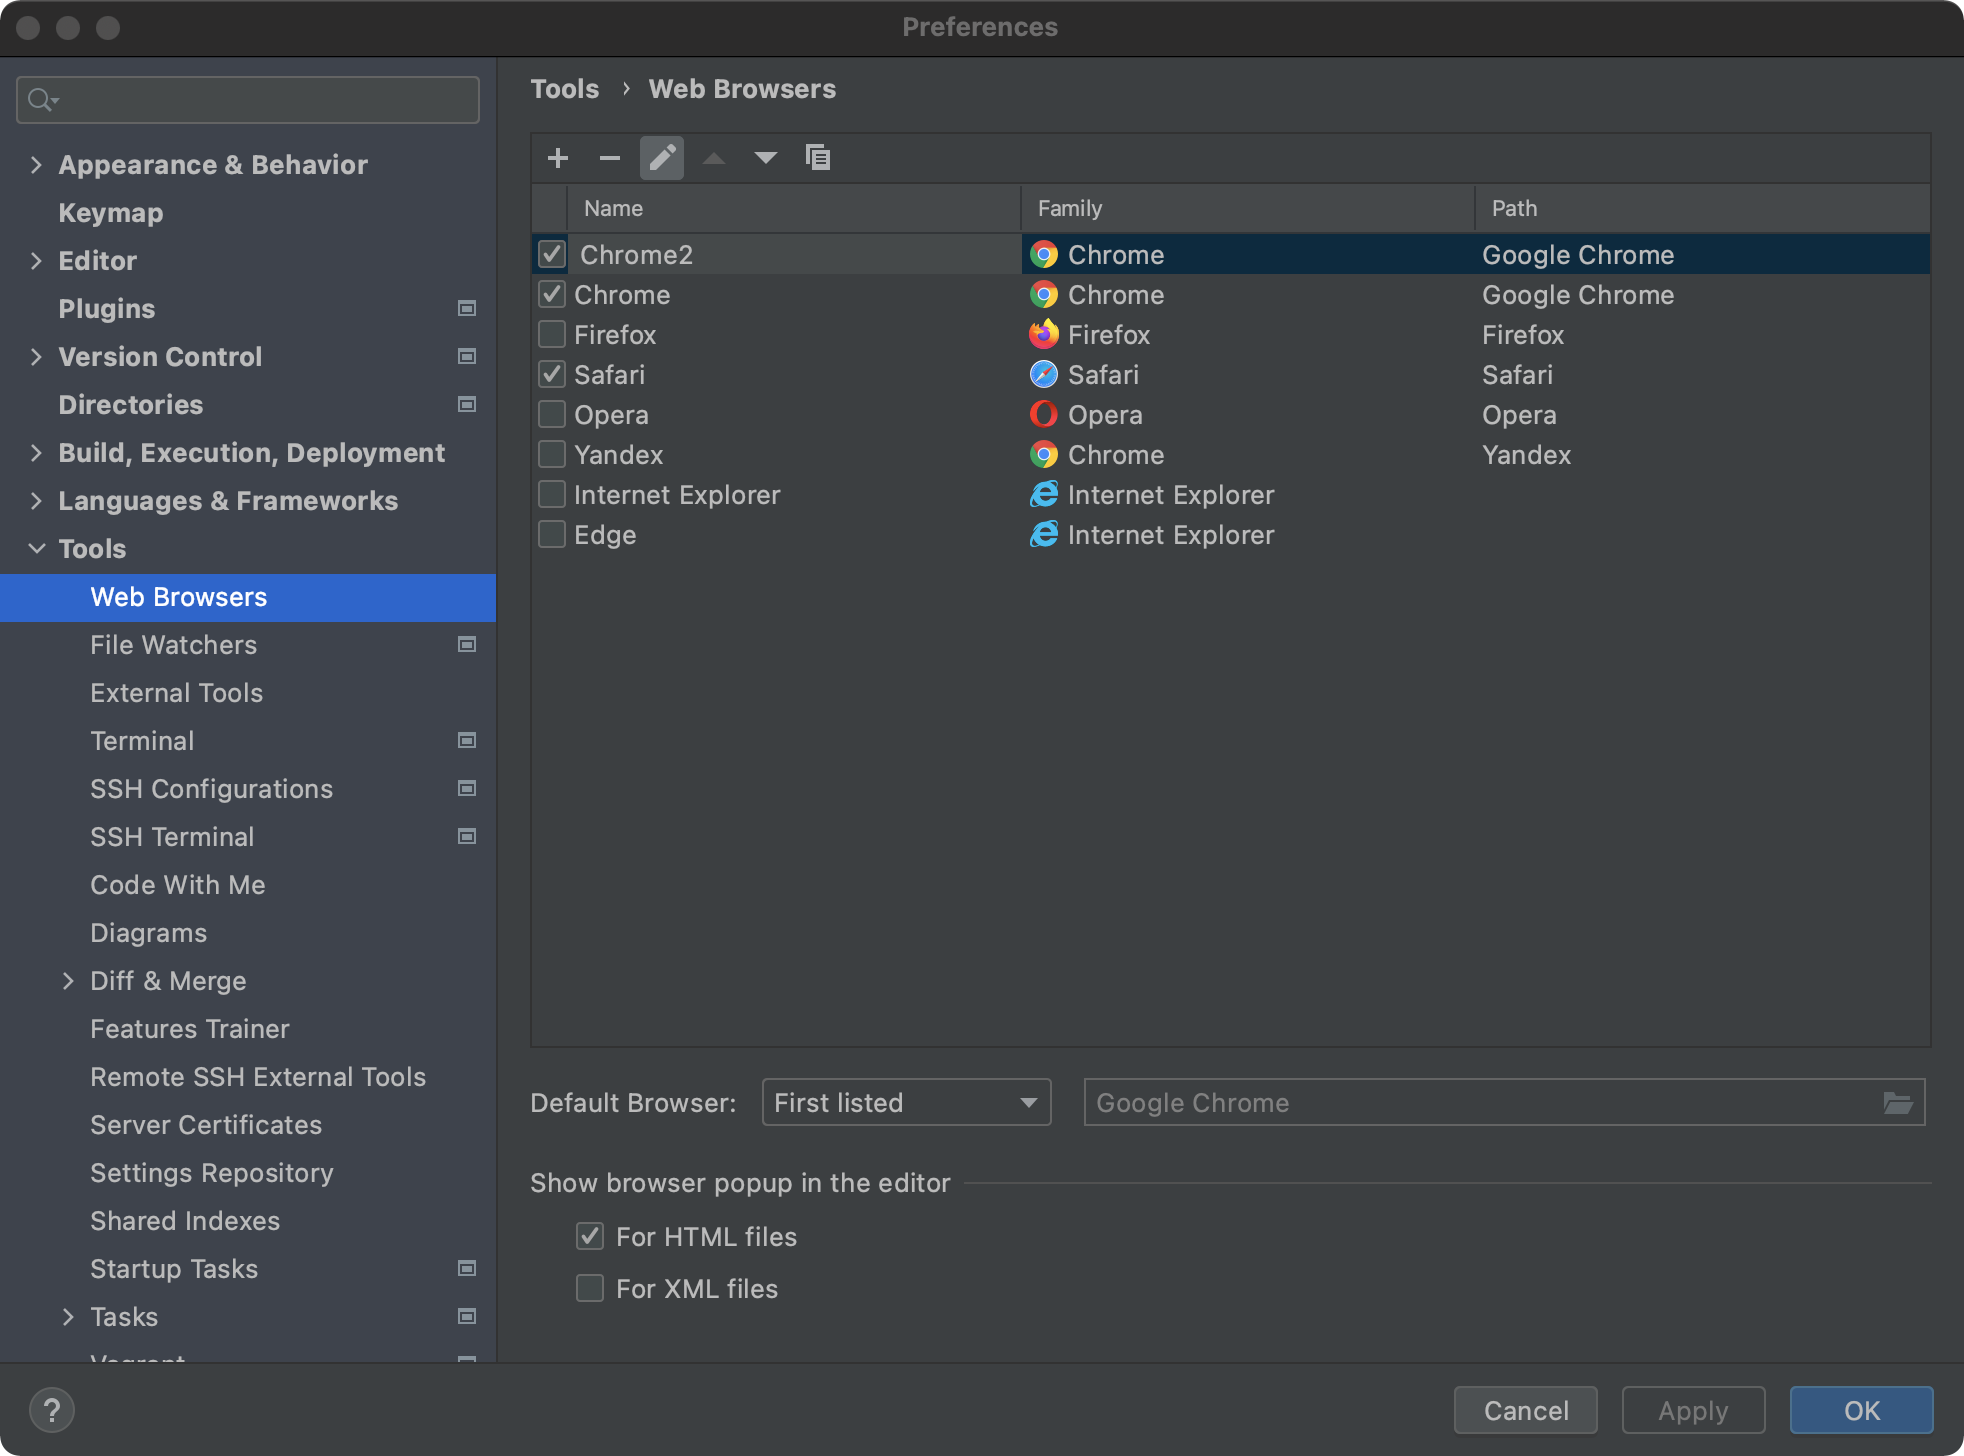 Preferences
Appearance & Behavior
Keymap
Editor
Plugins
Version Control
Directories
Build, Execution, Deployment
Languages & Frameworks
Tools
Web Browsers
File Watchers
External Tools
Terminal
SSH Configurations
SSH Terminal
Code With Me
Diagrams
Diff & Merge
Features Trainer
Remote SSH External Tools
Server Certificates
Settings Repository
Shared Indexes
Startup Tasks
Tasks
Tools › Web Browsers
Name Family Path
Chrome2 Chrome Google Chrome
Chrome Chrome Google Chrome
Firefox Firefox Firefox
Safari Safari Safari
Opera Opera Opera
Yandex Chrome Yandex
Internet Explorer Internet Explorer
Edge Internet Explorer
Default Browser: First listed Google Chrome
Show browser popup in the editor
For HTML files
For XML files
? Cancel Apply OK